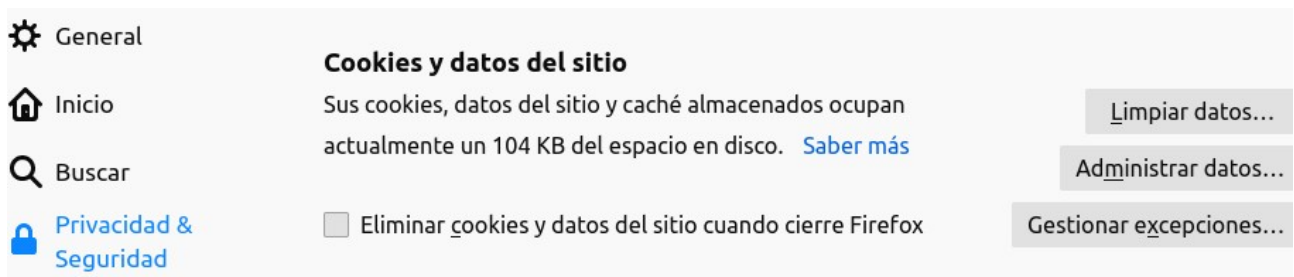 General
Inicio
Buscar
Privacidad &
Seguridad
Cookies y datos del sitio
Sus cookies, datos del sitio y caché almacenados ocupan
actualmente un 104 KB del espacio en disco. Saber más
Eliminar cookies y datos del sitio cuando cierre Firefox
Limpiar datos...
Administrar datos...
Gestionar excepciones...